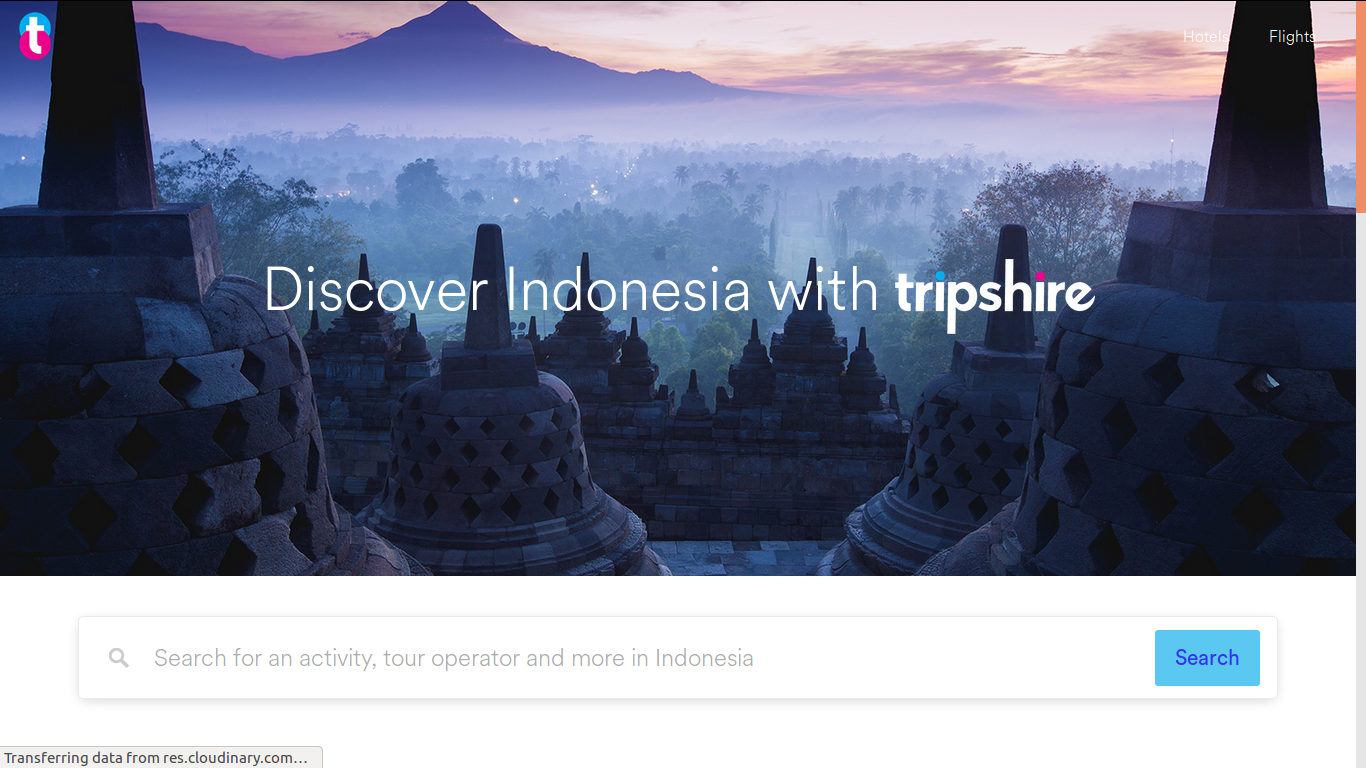 t
Hotels
Flights
Discover Indonesia with tripshire
Search for an activity, tour operator and more in Indonesia
Search
Transferring data from res.cloudinary.com...